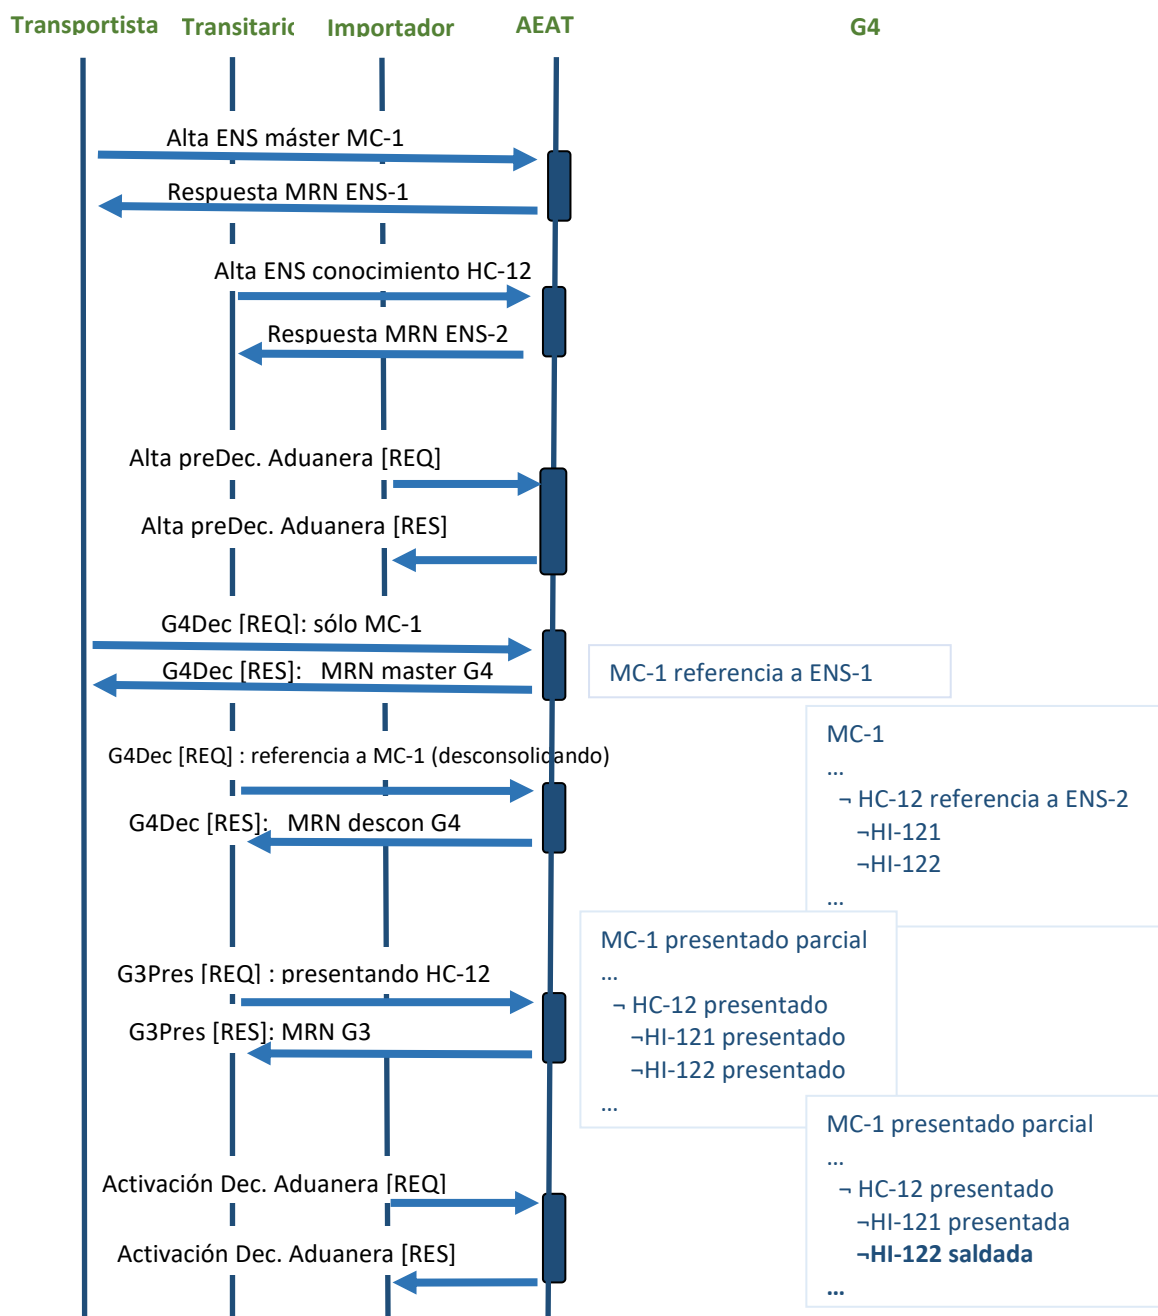 Transportista Transitario Importador AEAT G4
Alta ENS máster MC-1
Respuesta MRN ENS-1
Alta ENS conocimiento HC-12
Respuesta MRN ENS-2
Alta preDec. Aduanera [REQ]
Alta preDec. Aduanera [RES]
G4Dec [REQ]: sólo MC-1
G4Dec [RES]: MRN master G4
MC-1 referencia a ENS-1
G4Dec [REQ] : referencia a MC-1 (desconsolidando)
G4Dec [RES]: MRN descon G4
MC-1
...
¬ HC-12 referencia a ENS-2
¬HI-121
¬HI-122
...
G3Pres [REQ] : presentando HC-12
G3Pres [RES]: MRN G3
MC-1 presentado parcial
...
¬ HC-12 presentado
¬HI-121 presentado
¬HI-122 presentado
...
Activación Dec. Aduanera [REQ]
Activación Dec. Aduanera [RES]
MC-1 presentado parcial
...
¬ HC-12 presentado
¬HI-121 presentada
¬HI-122 saldada
...